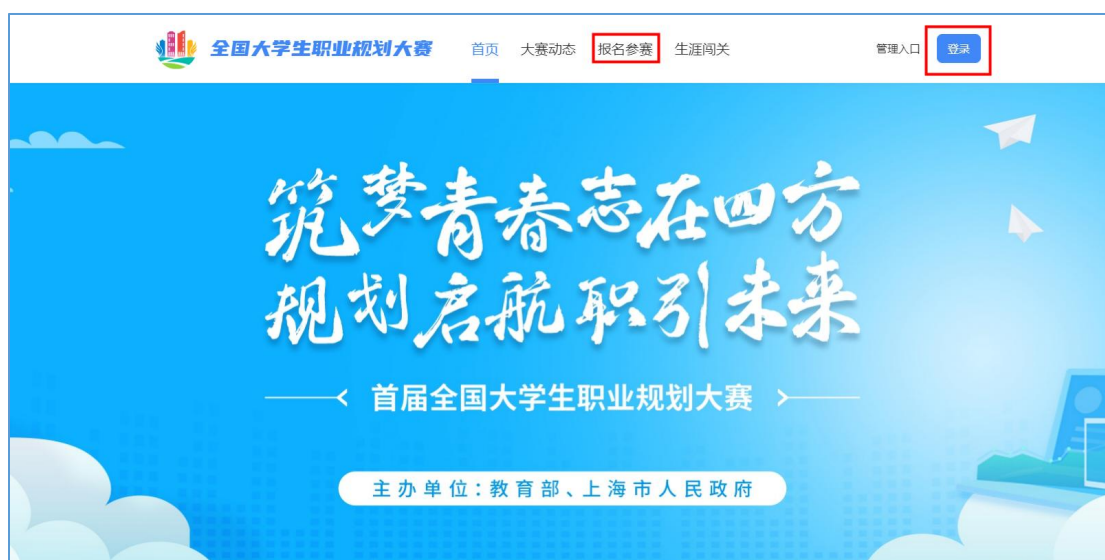 全国大学生职业规划大赛 首页 大赛动态 报名参赛 生涯闯关 管理入口 登录
筑梦青春志在四方
规划启航职引未来
首届全国大学生职业规划大赛
主办单位:教育部、上海市人民政府